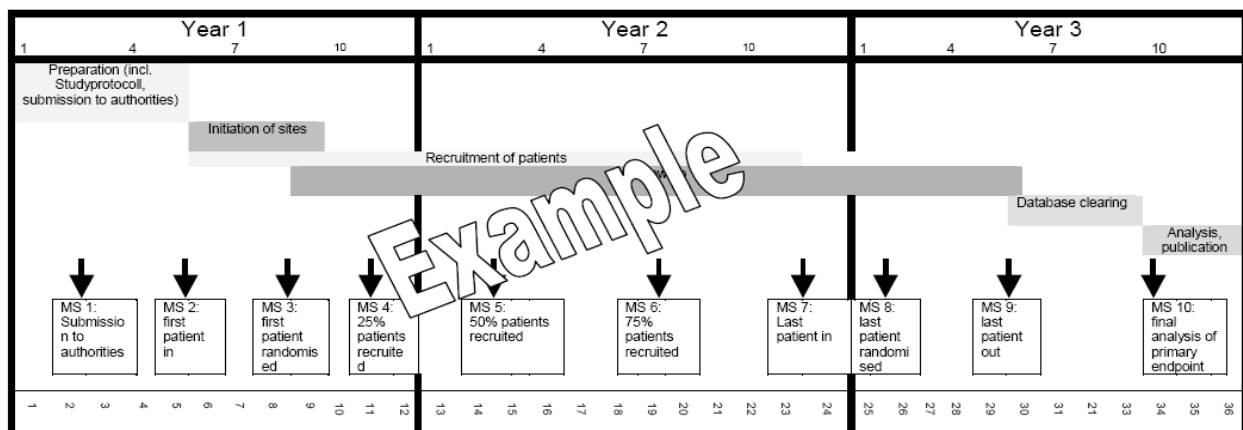 Year 1 Year 2 Year 3
1 4 7 10 1 4 7 10 1 4 7 10
Preparation (incl.
Studyprotocoll,
submission to authorities)
Initiation of sites
Recruitment of patients
Database clearing
Analysis,
publication
Example
MS 1:
Submissio
n to
authorities
MS 2:
first
patient
in
MS 3:
first
patient
randomis
ed
MS 4:
25%
patients
recruite
d
MS 5:
50% patients
recruited
MS 6:
75%
patients
recruited
MS 7:
Last
patient in
MS 8:
last
patient
randomi
sed
MS 9:
last
patient
out
MS 10:
final
analysis of
primary
endpoint
1 2 3 4 5 6 7 8 9 10 11 12 13 14 15 16 17 18 19 20 21 22 23 24 25 26 27 28 29 30 31 21 33 34 35 36